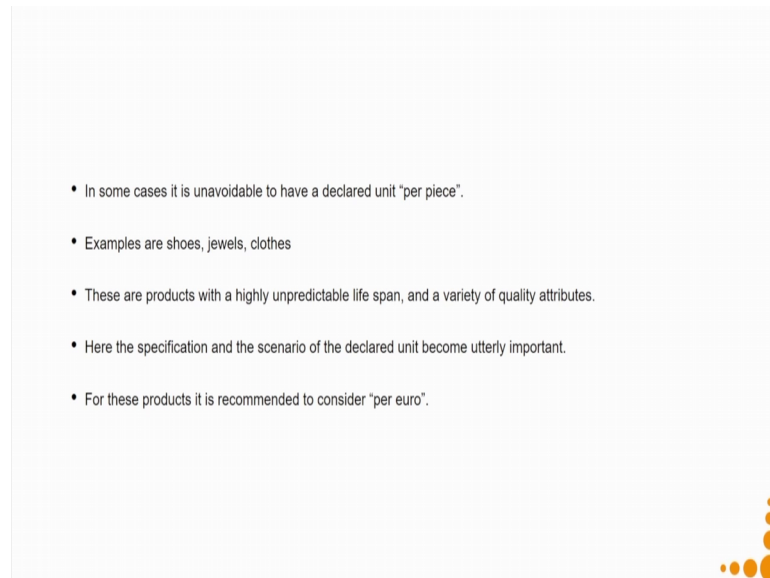 • In some cases it is unavoidable to have a declared unit “per piece”.
• Examples are shoes, jewels, clothes
• These are products with a highly unpredictable life span, and a variety of quality attributes.
• Here the specification and the scenario of the declared unit become utterly important.
• For these products it is recommended to consider “per euro”.